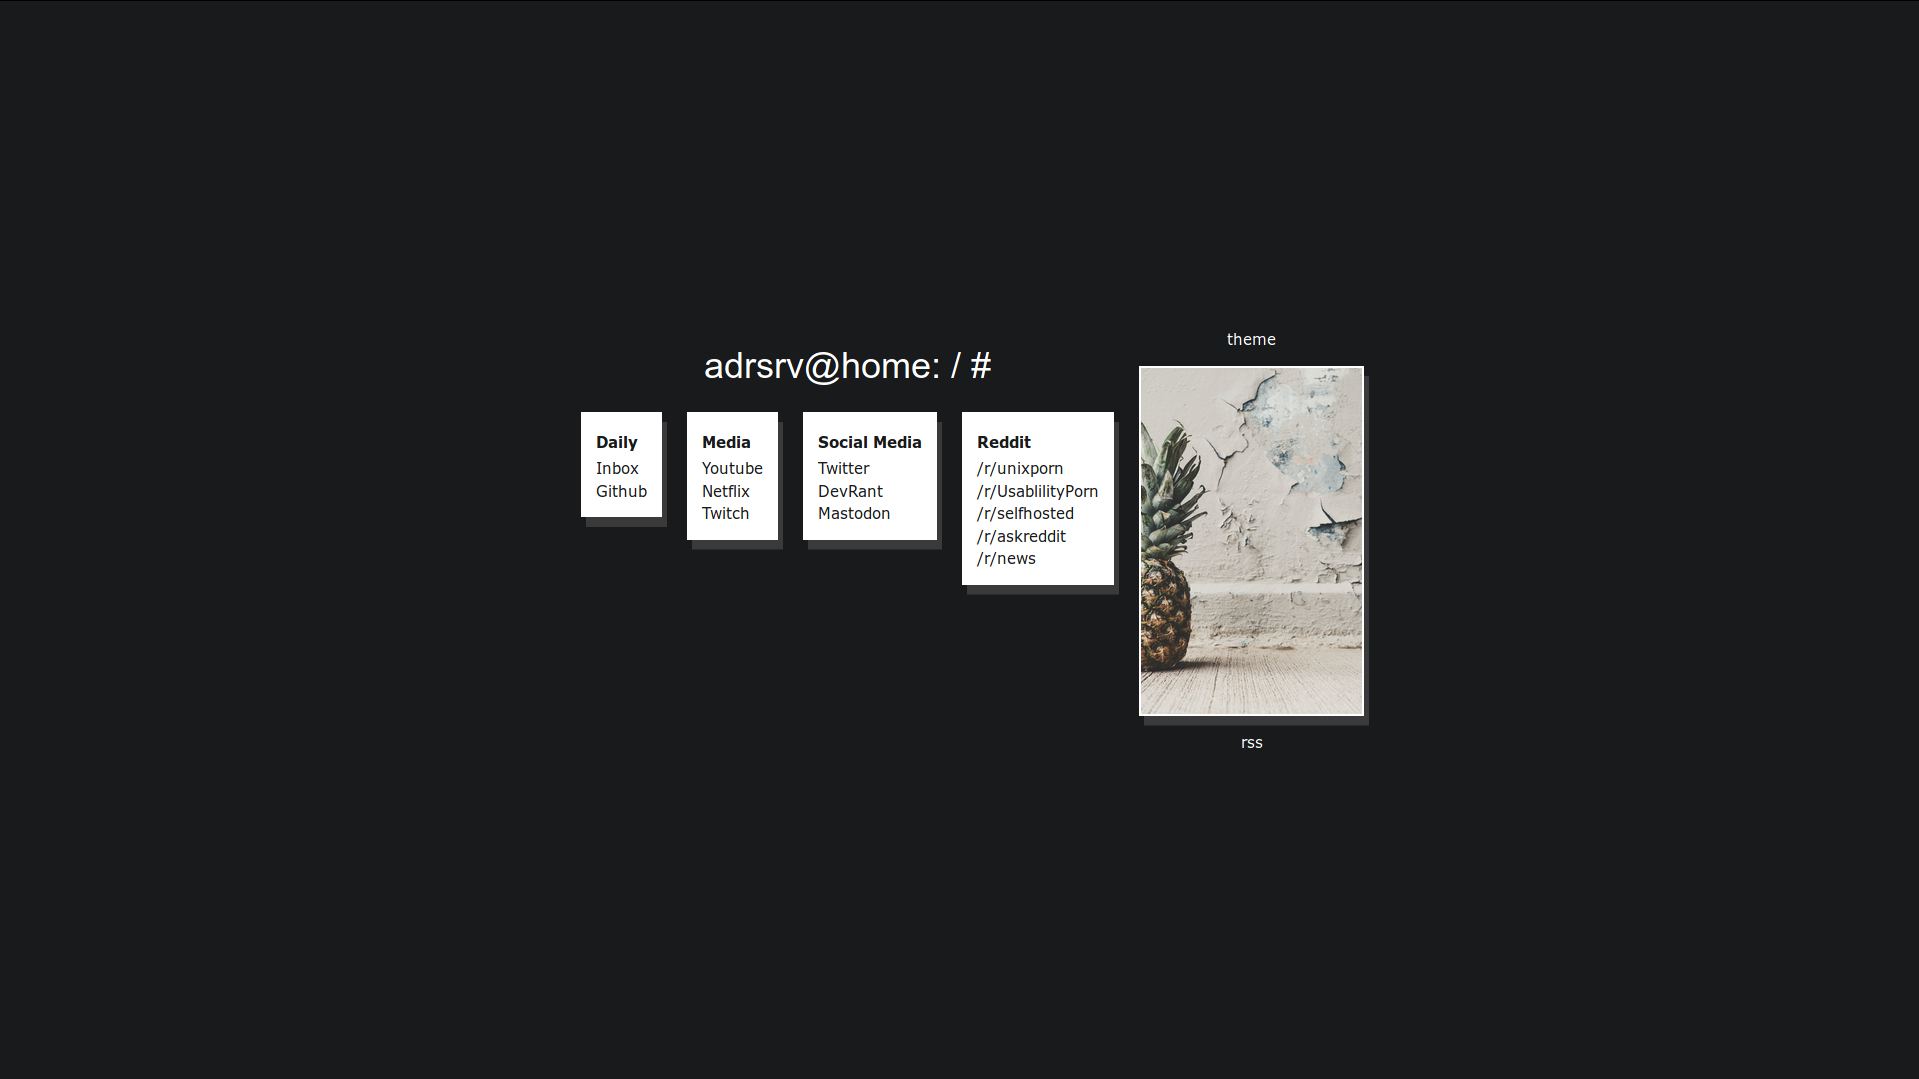 adrsrv@home: / #
Daily
Inbox
Github
Media
Youtube
Netflix
Twitch
Social Media
Twitter
DevRant
Mastodon
Reddit
/r/unixporn
/r/UsablilityPorn
/r/selfhosted
/r/askreddit
/r/news
theme
rss